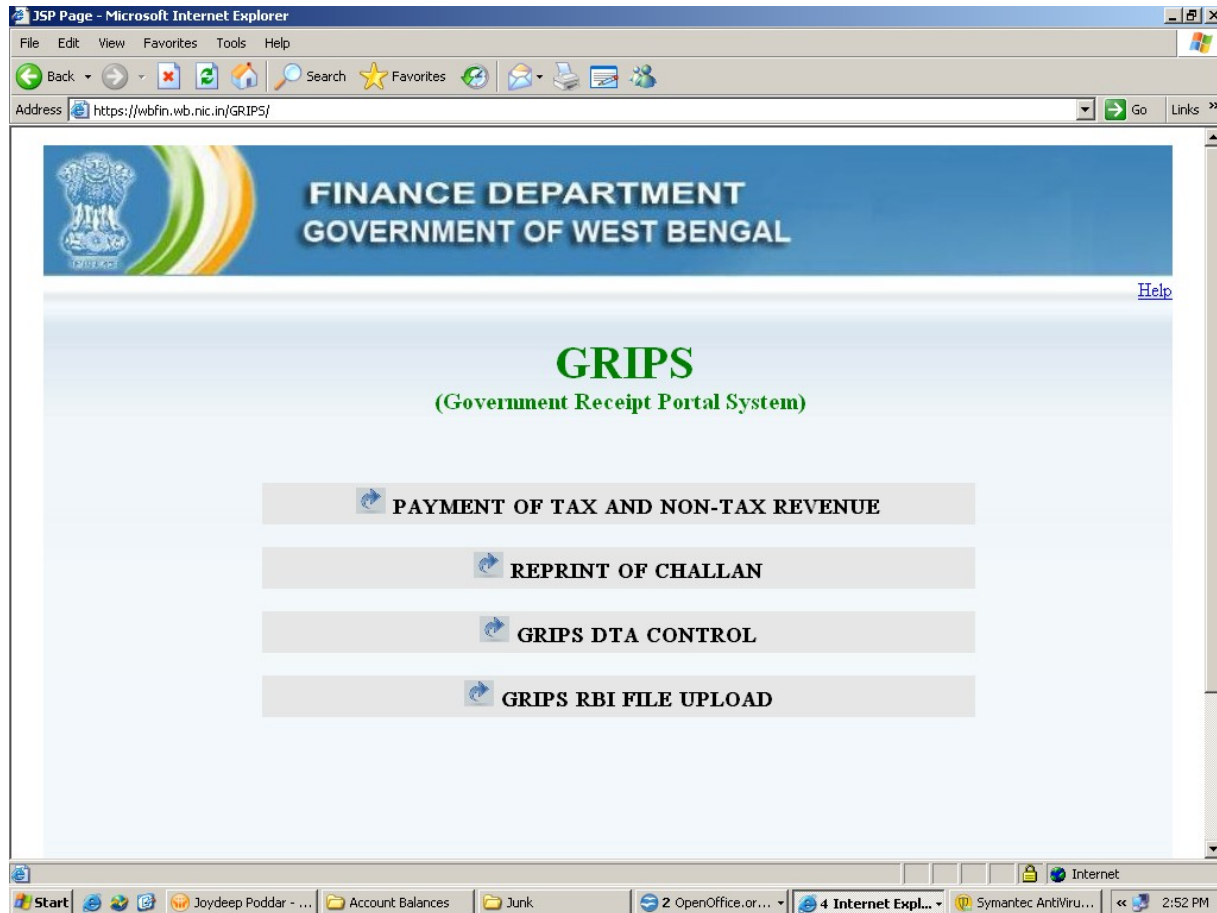 JSP Page - Microsoft Internet Explorer
File Edit View Favorites Tools Help
Back Search Favorites
Address https://wbfin.wb.nic.in/GRIPS/ Go Links »
FINANCE DEPARTMENT
GOVERNMENT OF WEST BENGAL
Help
GRIPS
(Government Receipt Portal System)
PAYMENT OF TAX AND NON-TAX REVENUE
REPRINT OF CHALLAN
GRIPS DTA CONTROL
GRIPS RBI FILE UPLOAD
Internet
Start Joydeep Poddar - ... Account Balances Junk 2 OpenOffice.or... 4 Internet Expl... Symantec AntiViru... « 2:52 PM